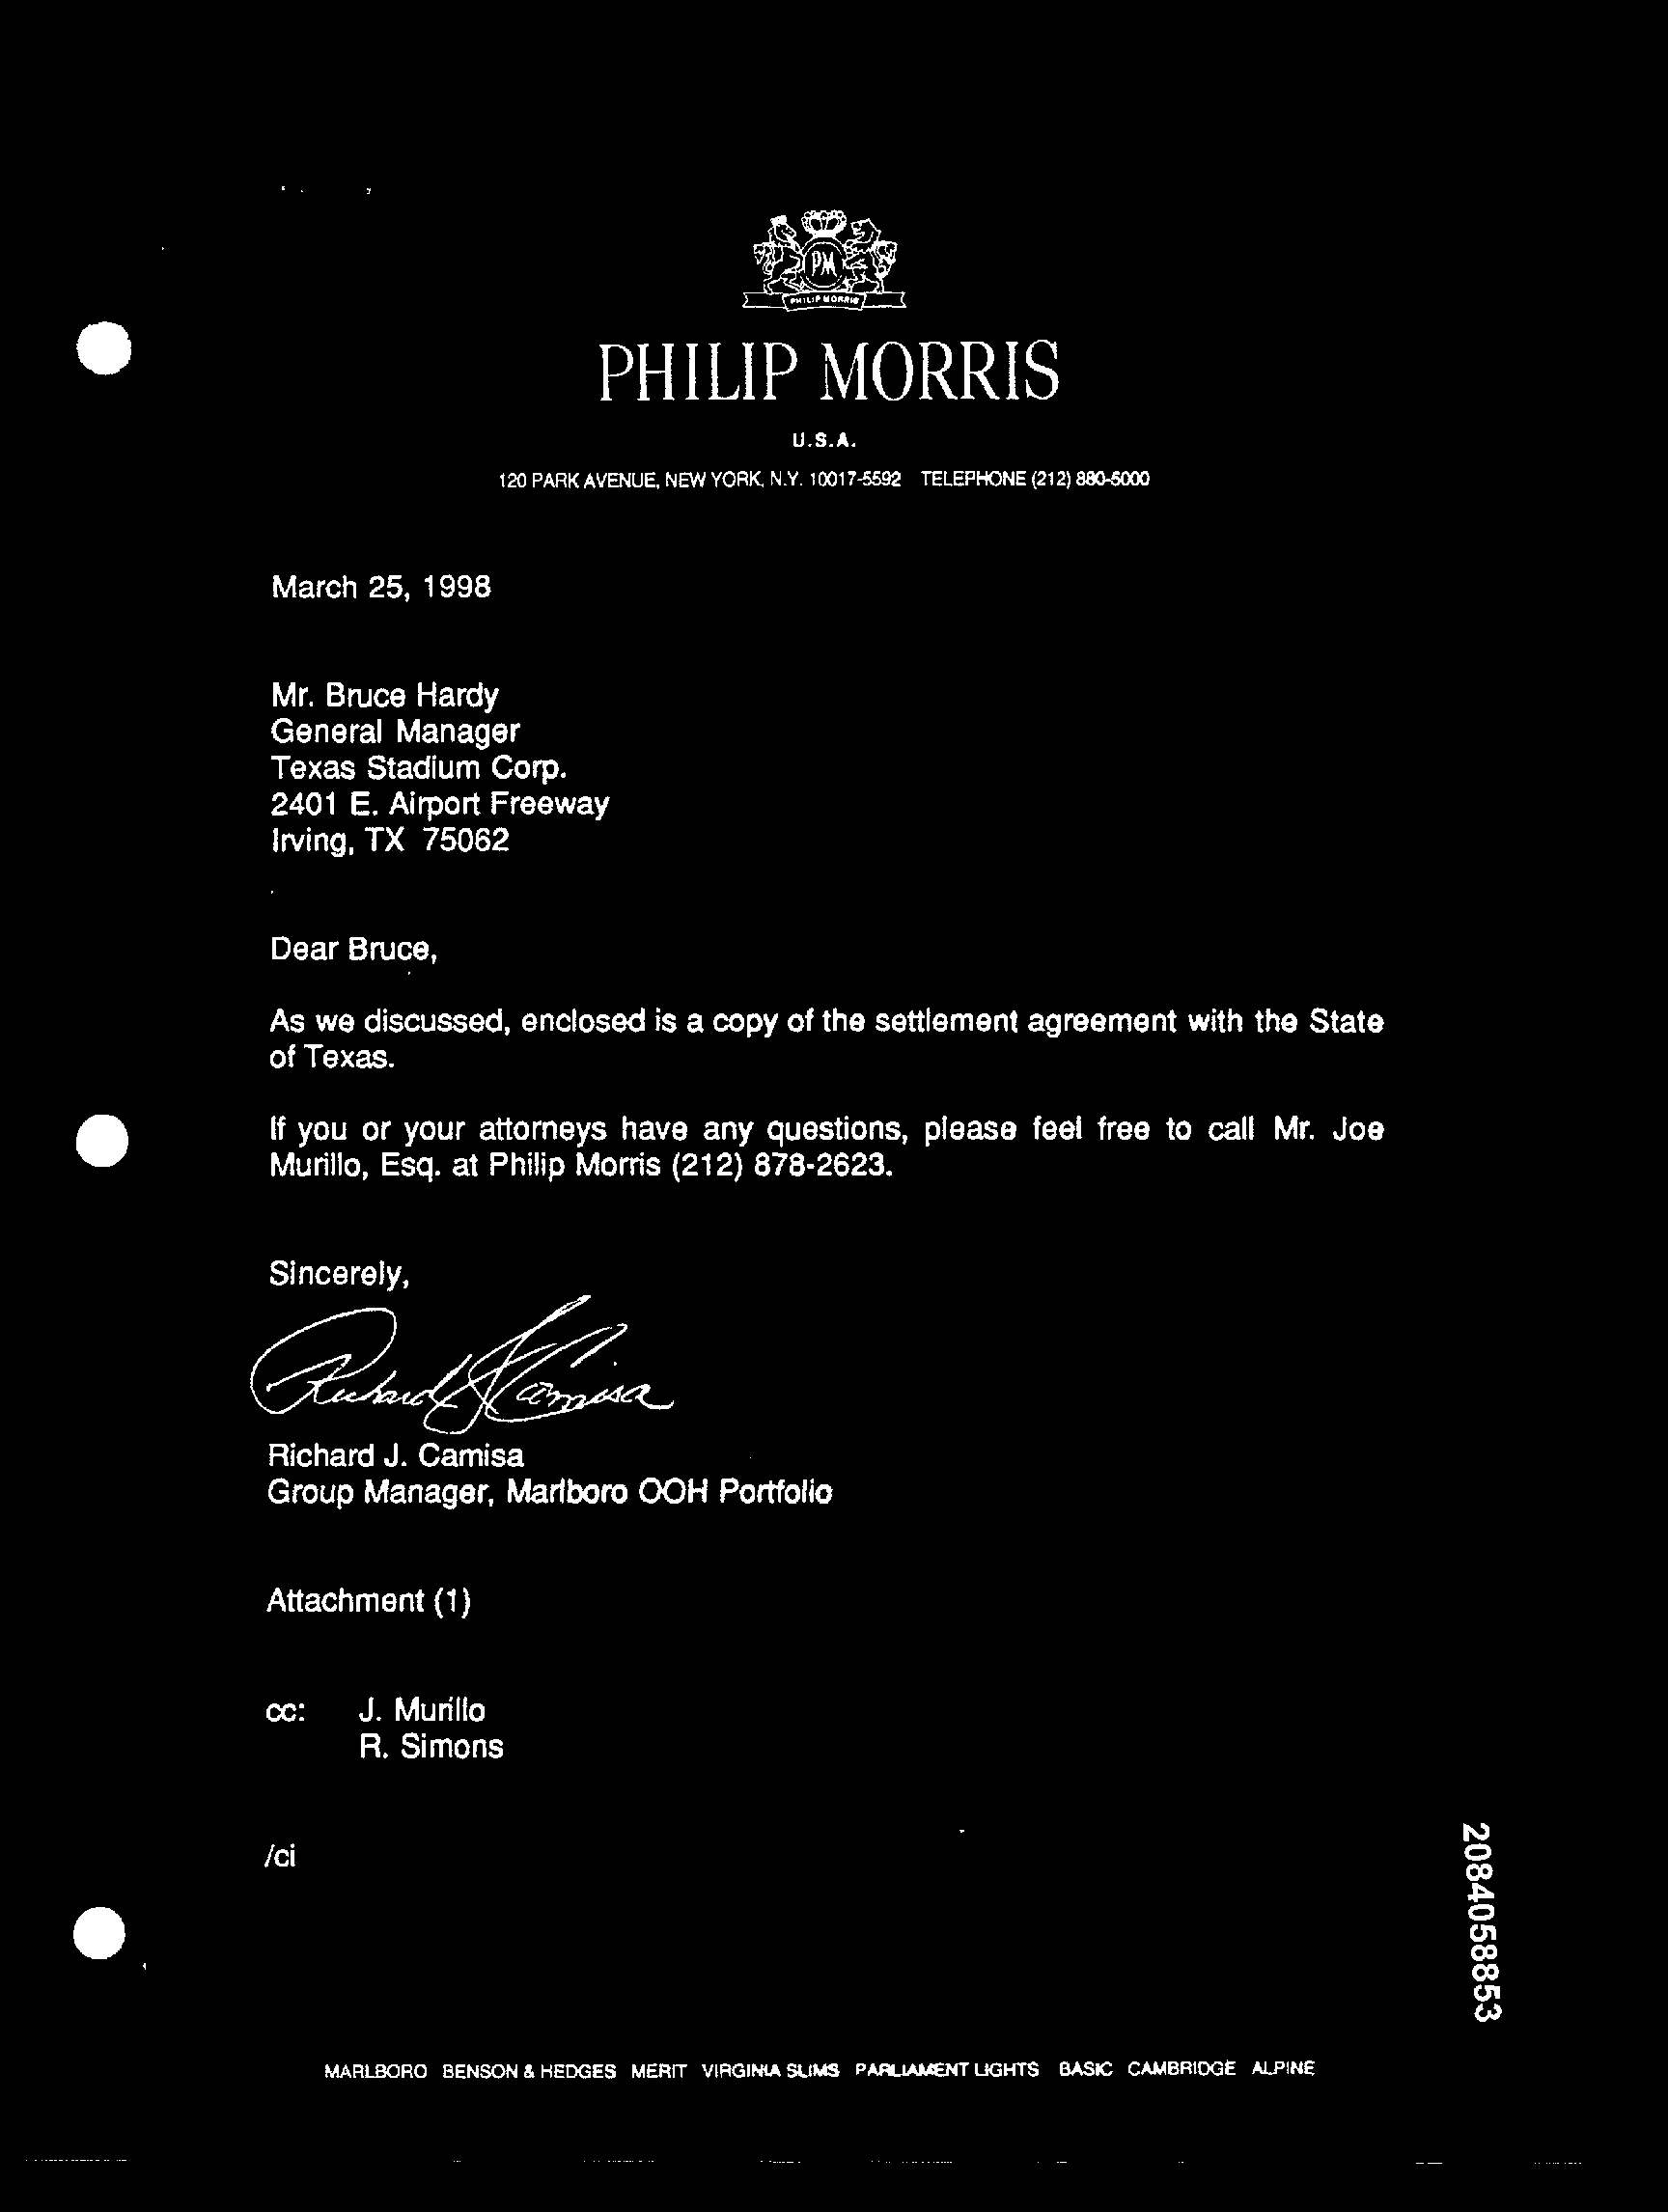 PM
PHILIP MORRIS
PHILIP MORRIS
U.S.A.
120 PARK AVENUE, NEW YORK, N.Y. 10017-5592 TELEPHONE (212) 880-5000
March 25, 1998
Mr. Bruce Hardy
General Manager
Texas Stadium Corp.
2401 E. Airport Freeway
Irving, TX 75062
Dear Bruce,
As we discussed, enclosed is a copy of the settlement agreement with the State
of Texas.
If you or your attorneys have any questions, please feel free to call Mr. Joe
Murillo, Esq. at Philip Morris (212) 878-2623.
Sincerely,
Richard J Camisa
Richard J. Camisa
Group Manager, Marlboro OOH Portfolio
Attachment (1)
cc: J. Murillo
R. Simons
/ci
2084058853
MARLBORO BENSON & HEDGES MERIT VIRGINIA SLIMS PARLIAMENT LIGHTS BASIC CAMBRIDGE ALPINE